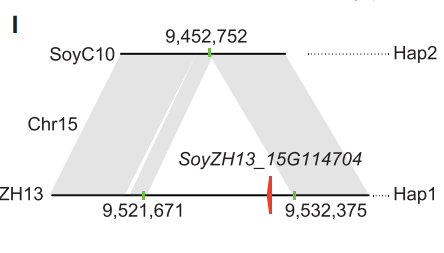 I
9,452,752
SoyC10
Hap2
Chr15
SoyZH13_15G114704
ZH13
Hap1
9,521,671
9,532,375